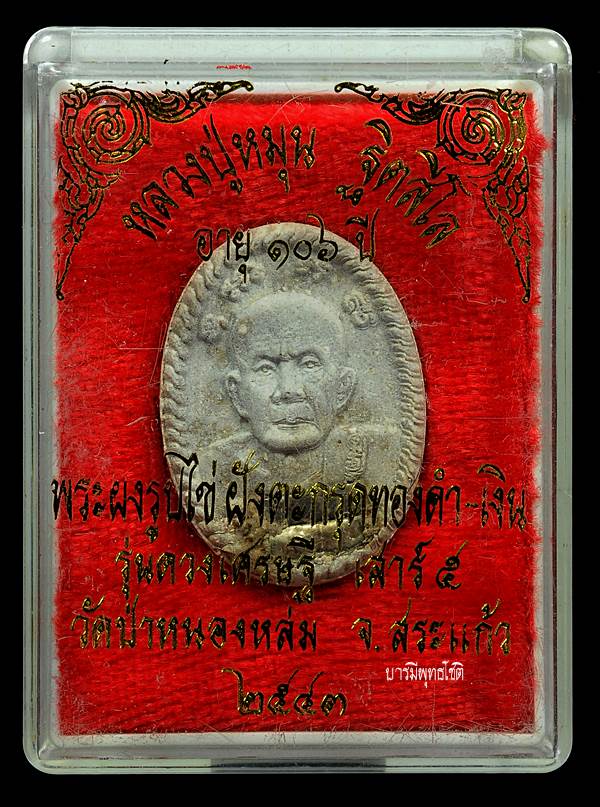 หลวงปู่หมุน ฐิตสีโล
อายุ ๑๐๖ ปี
พระผงรูปไข่ ฝังตะกรุดทองคำ-เงิน
รุ่นดวงเศรษฐี เสาร์ ๕
วัดป่าหนองหล่ม จ.สระแก้ว
บารมีพุทธโชติ
๒๕๔๓